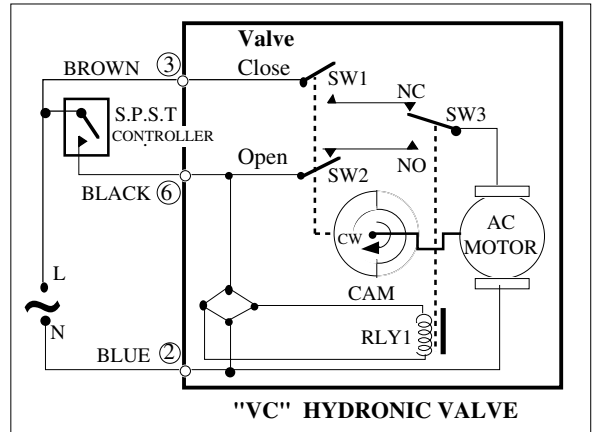 Valve
BROWN ③ Close
SW1
NC
S.P.S.T
CONTROLLER
SW3
Open
NO
SW2
BLACK ⑥
AC
MOTOR
CW
L
CAM
N
RLY1
BLUE ②
"VC" HYDRONIC VALVE